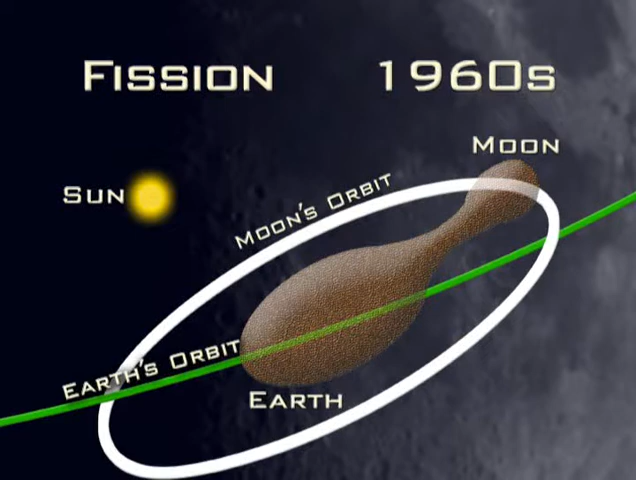 FISSION 1960s
MOON
SUN
MOON'S ORBIT
EARTH'S ORBIT
EARTH